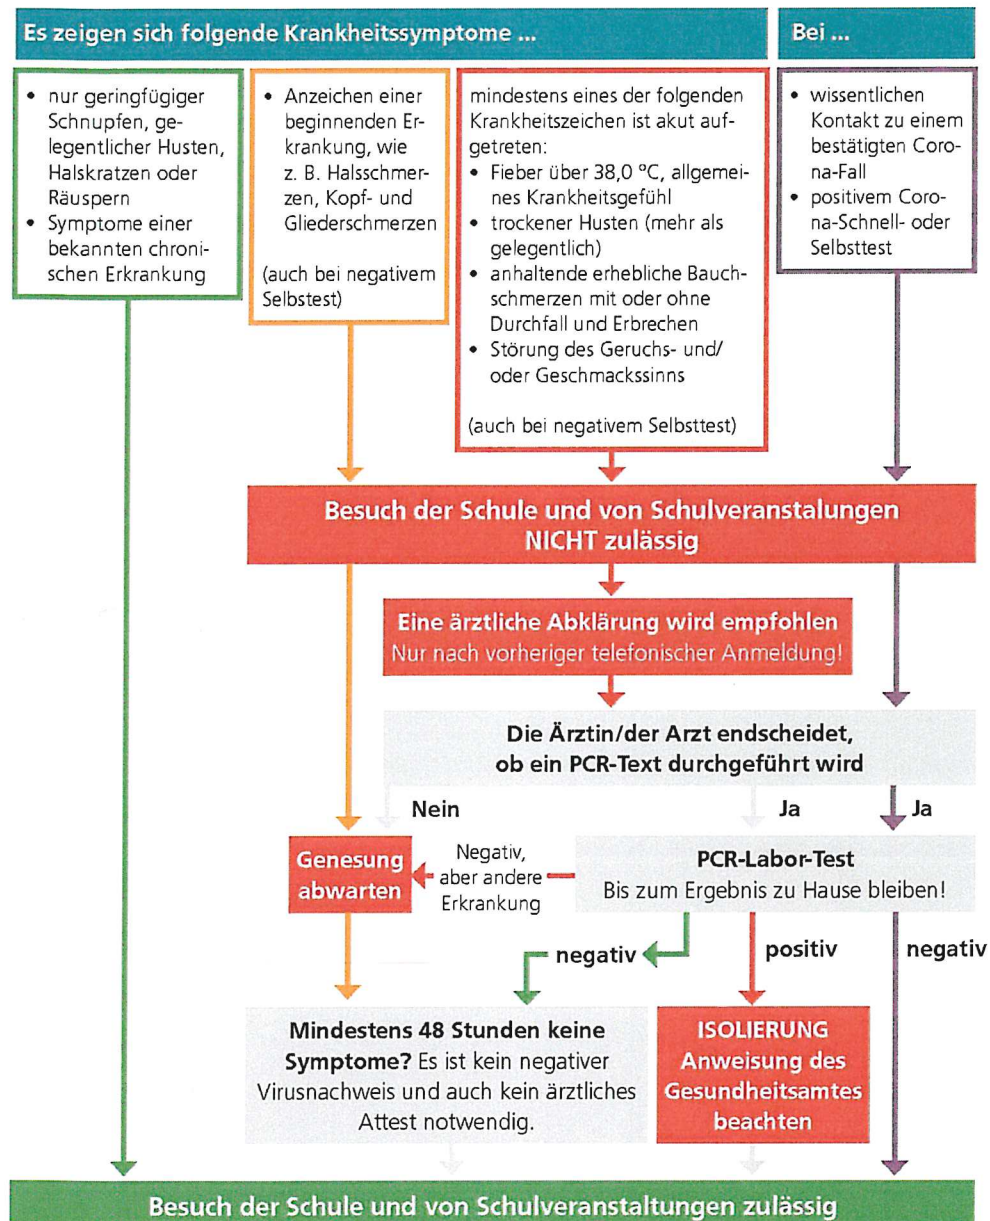 Es zeigen sich folgende Krankheitssymptome ...
Bei ...
• nur geringfügiger
Schnupfen, ge-
legentlicher Husten,
Halskratzen oder
Räuspern
• Symptome einer
bekannten chroni-
schen Erkrankung
• Anzeichen einer
beginnenden Er-
krankung, wie
z. B. Halsschmer-
zen, Kopf- und
Gliederschmerzen
(auch bei negativem
Selbstest)
mindestens eines der folgenden
Krankheitszeichen ist akut auf-
getreten:
• Fieber über 38,0 °C, allgemei-
nes Krankheitsgefühl
• trockener Husten (mehr als
gelegentlich)
• anhaltende erhebliche Bauch-
schmerzen mit oder ohne
Durchfall und Erbrechen
• Störung des Geruchs- und/
oder Geschmackssinns
(auch bei negativem Selbsttest)
• wissentlichen
Kontakt zu einem
bestätigten Coro-
na-Fall
• positivem Coro-
na-Schnell- oder
Selbsttest
Besuch der Schule und von Schulveranstalungen
NICHT zulässig
Eine ärztliche Abklärung wird empfohlen
Nur nach vorheriger telefonischer Anmeldung!
Die Ärztin/der Arzt endscheidet,
ob ein PCR-Text durchgeführt wird
Nein
Ja
Ja
Genesung
abwarten
Negativ,
aber andere
Erkrankung
PCR-Labor-Test
Bis zum Ergebnis zu Hause bleiben!
negativ
positiv
negativ
Mindestens 48 Stunden keine
Symptome? Es ist kein negativer
Virusnachweis und auch kein ärztliches
Attest notwendig.
ISOLIERUNG
Anweisung des
Gesundheitsamtes
beachten
Besuch der Schule und von Schulveranstaltungen zulässig